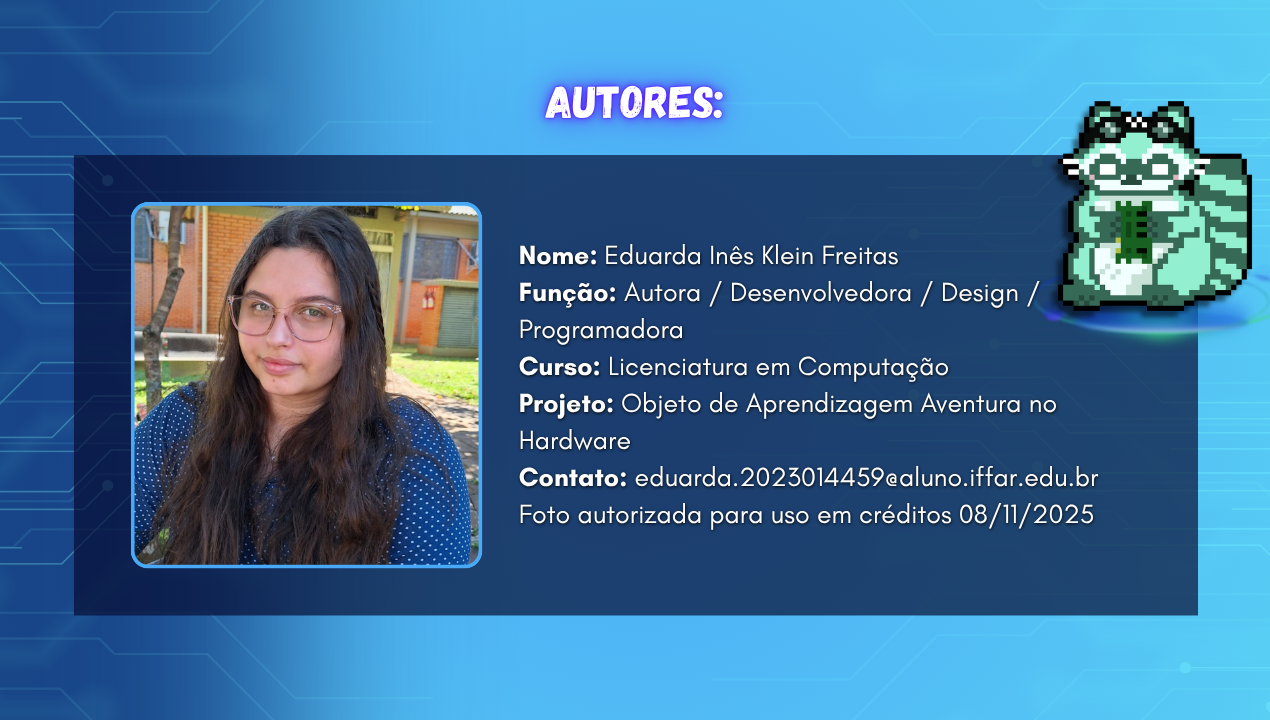 AUTORES:
Nome: Eduarda Inês Klein Freitas
Função: Autora / Desenvolvedora / Design /
Programadora
Curso: Licenciatura em Computação
Projeto: Objeto de Aprendizagem Aventura no
Hardware
Contato: eduarda.2023014459@aluno.iffar.edu.br
Foto autorizada para uso em créditos 08/11/2025